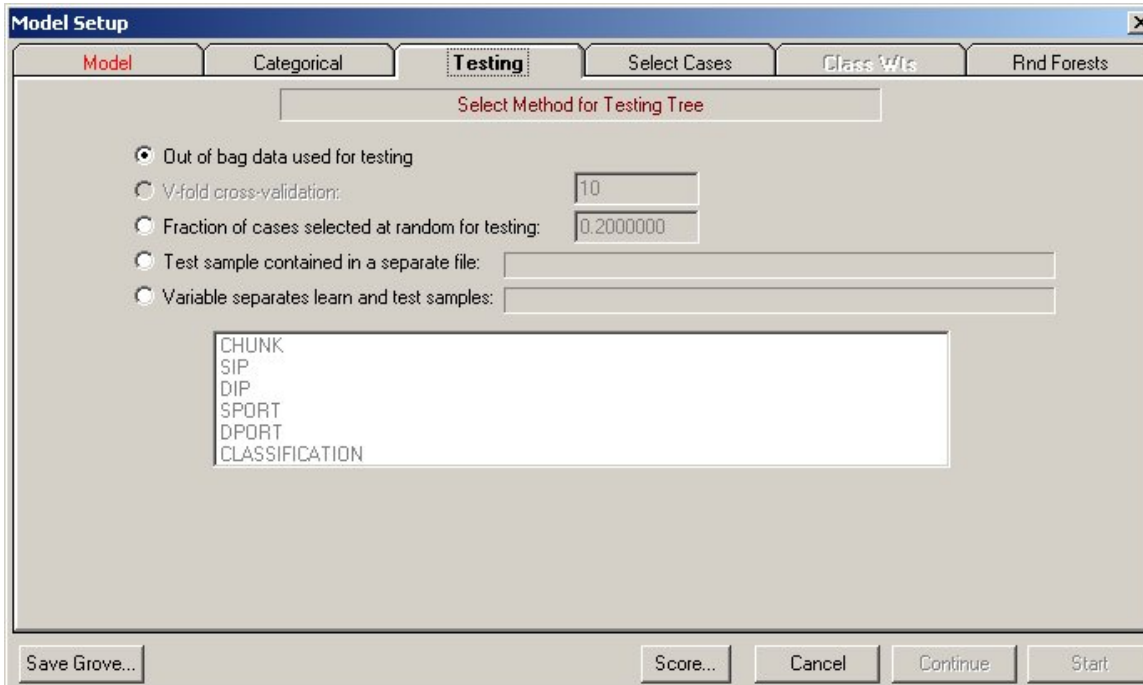 Model Setup
Model Categorical Testing Select Cases Class Wts Rnd Forests
Select Method for Testing Tree
Out of bag data used for testing
V-fold cross-validation: 10
Fraction of cases selected at random for testing: 0.2000000
Test sample contained in a separate file:
Variable separates learn and test samples:
CHUNK
SIP
DIP
SPORT
DPORT
CLASSIFICATION
Save Grove... Score... Cancel Continue Start